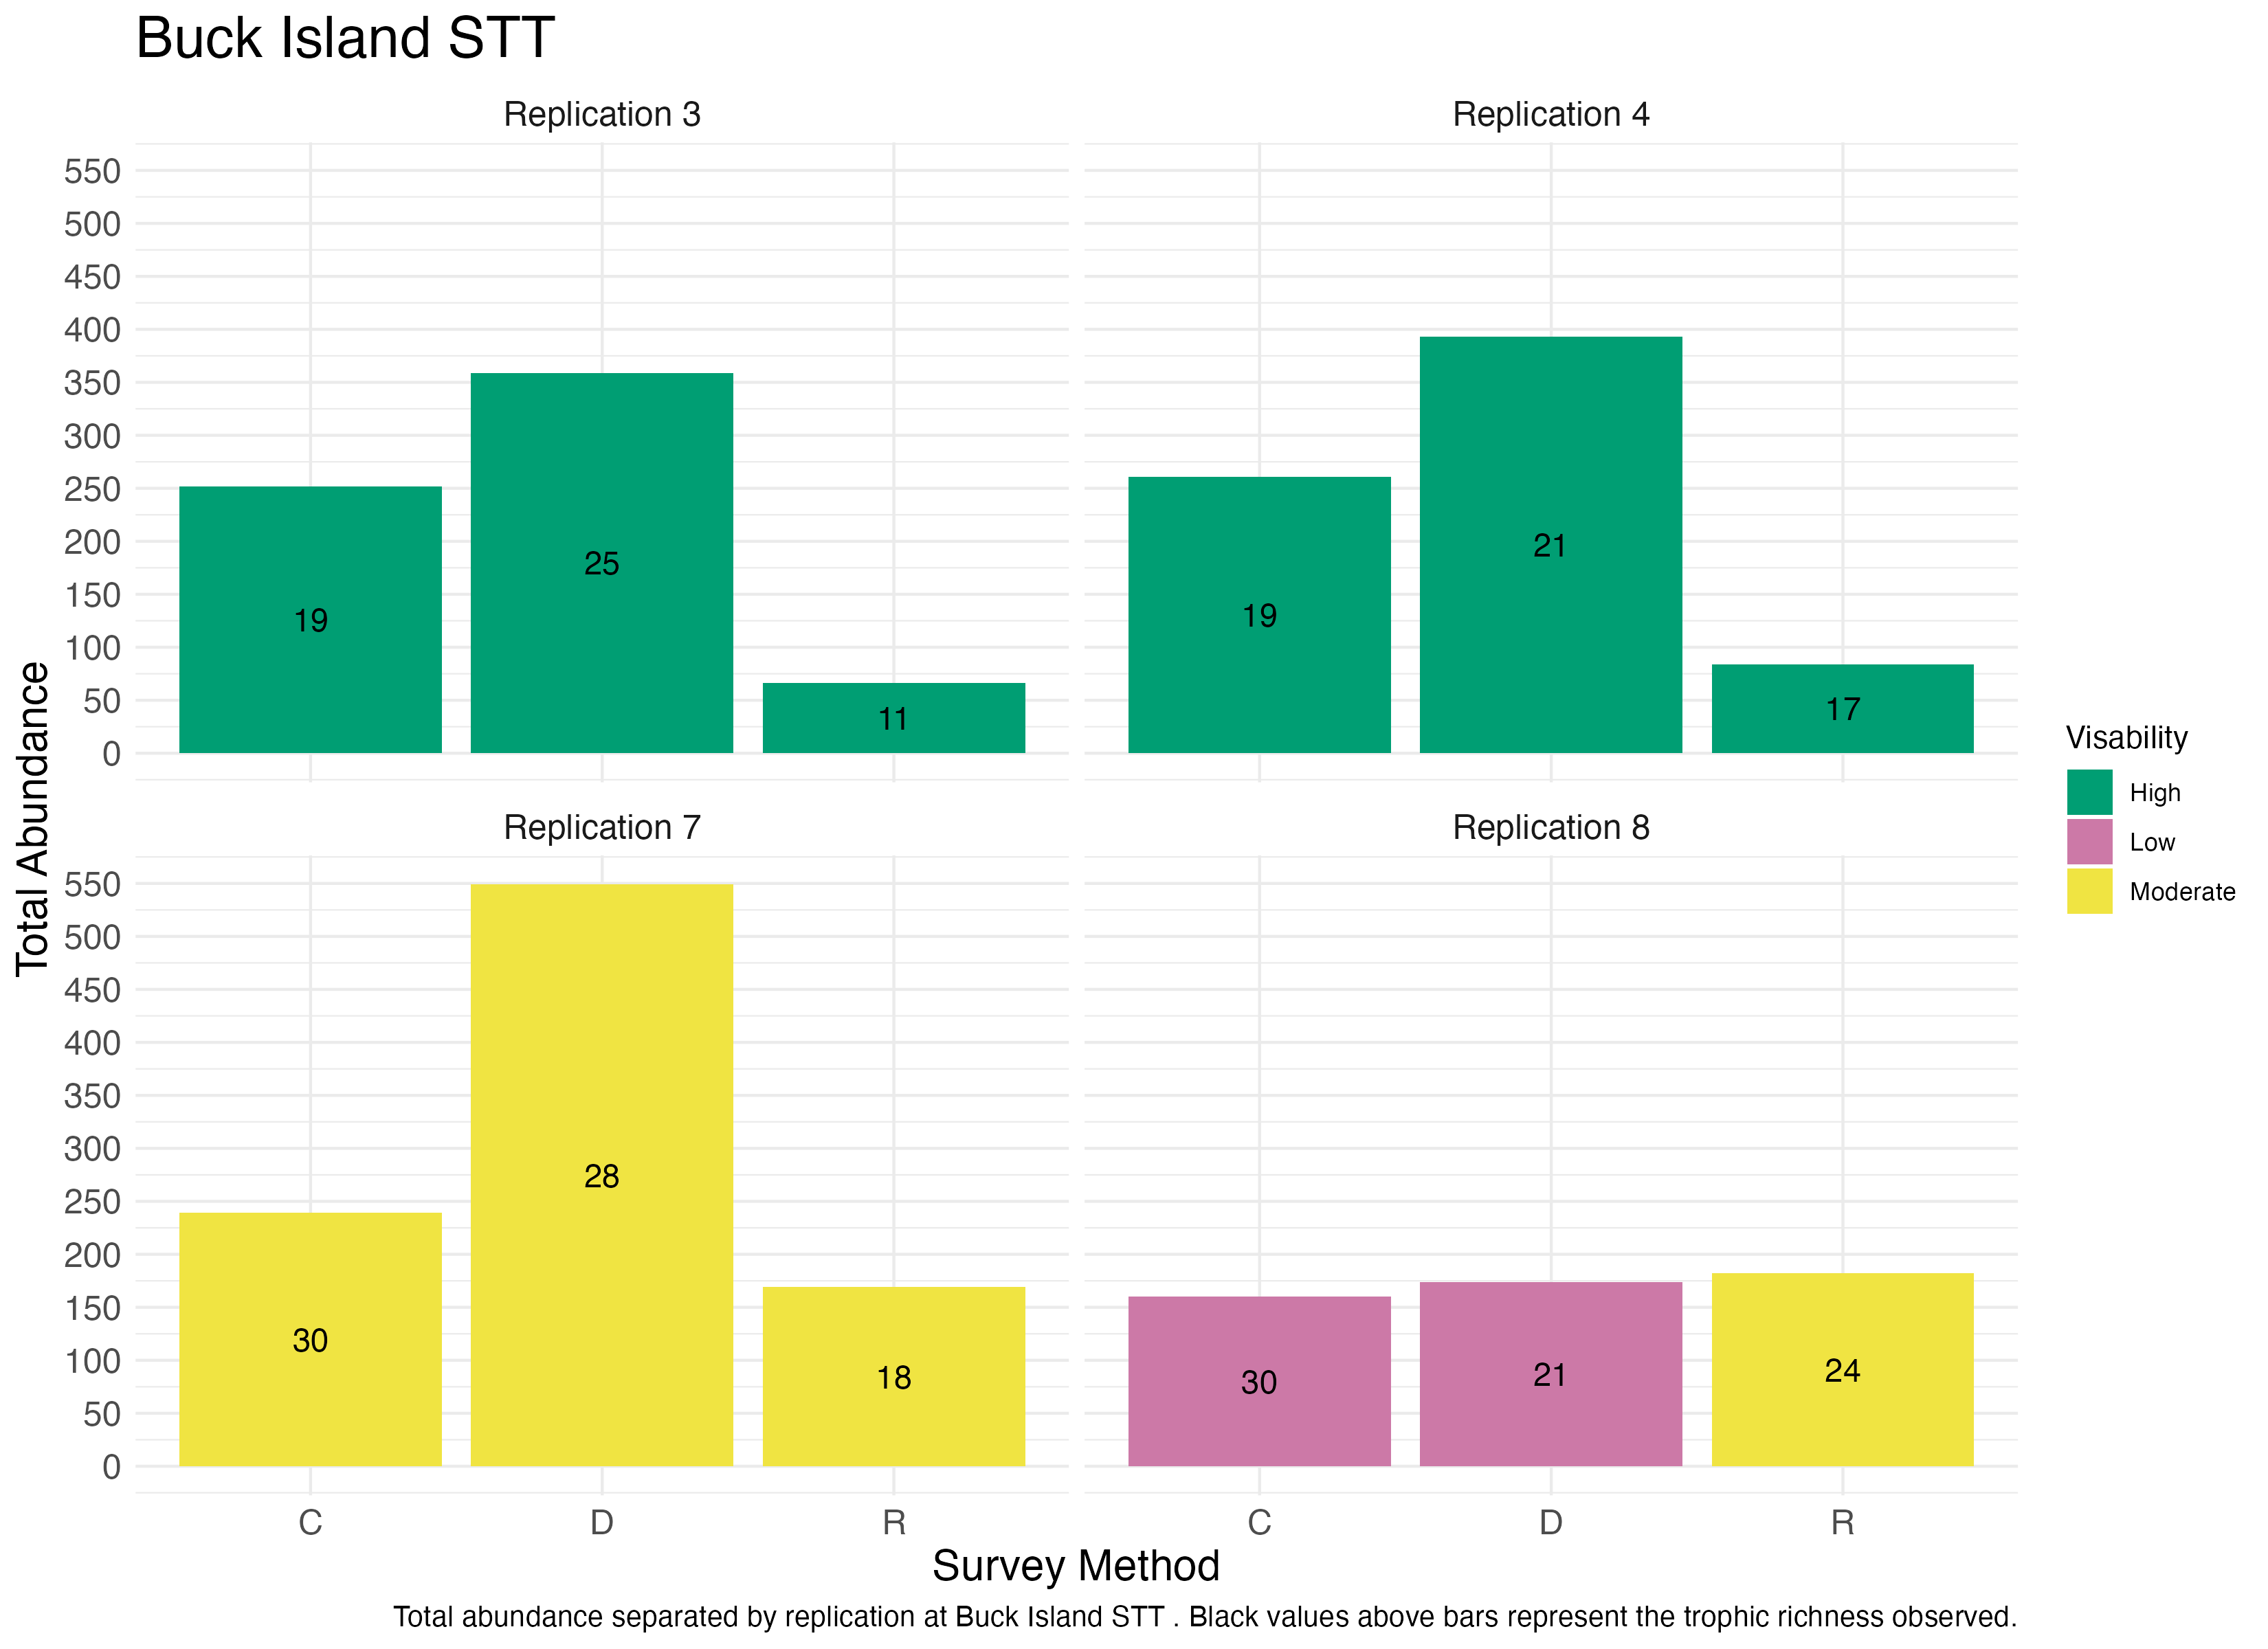 Buck Island STT
Replication 3
Replication 4
550
500
450
400
350
300
250
200
150
100
50
0
19
25
11
19
21
17
Replication 7
Replication 8
550
500
450
400
350
300
250
200
150
100
50
0
30
28
18
30
21
24
C
D
R
C
D
R
Total Abundance
Survey Method
Visability
High
Low
Moderate
Total abundance separated by replication at Buck Island STT . Black values above bars represent the trophic richness observed.